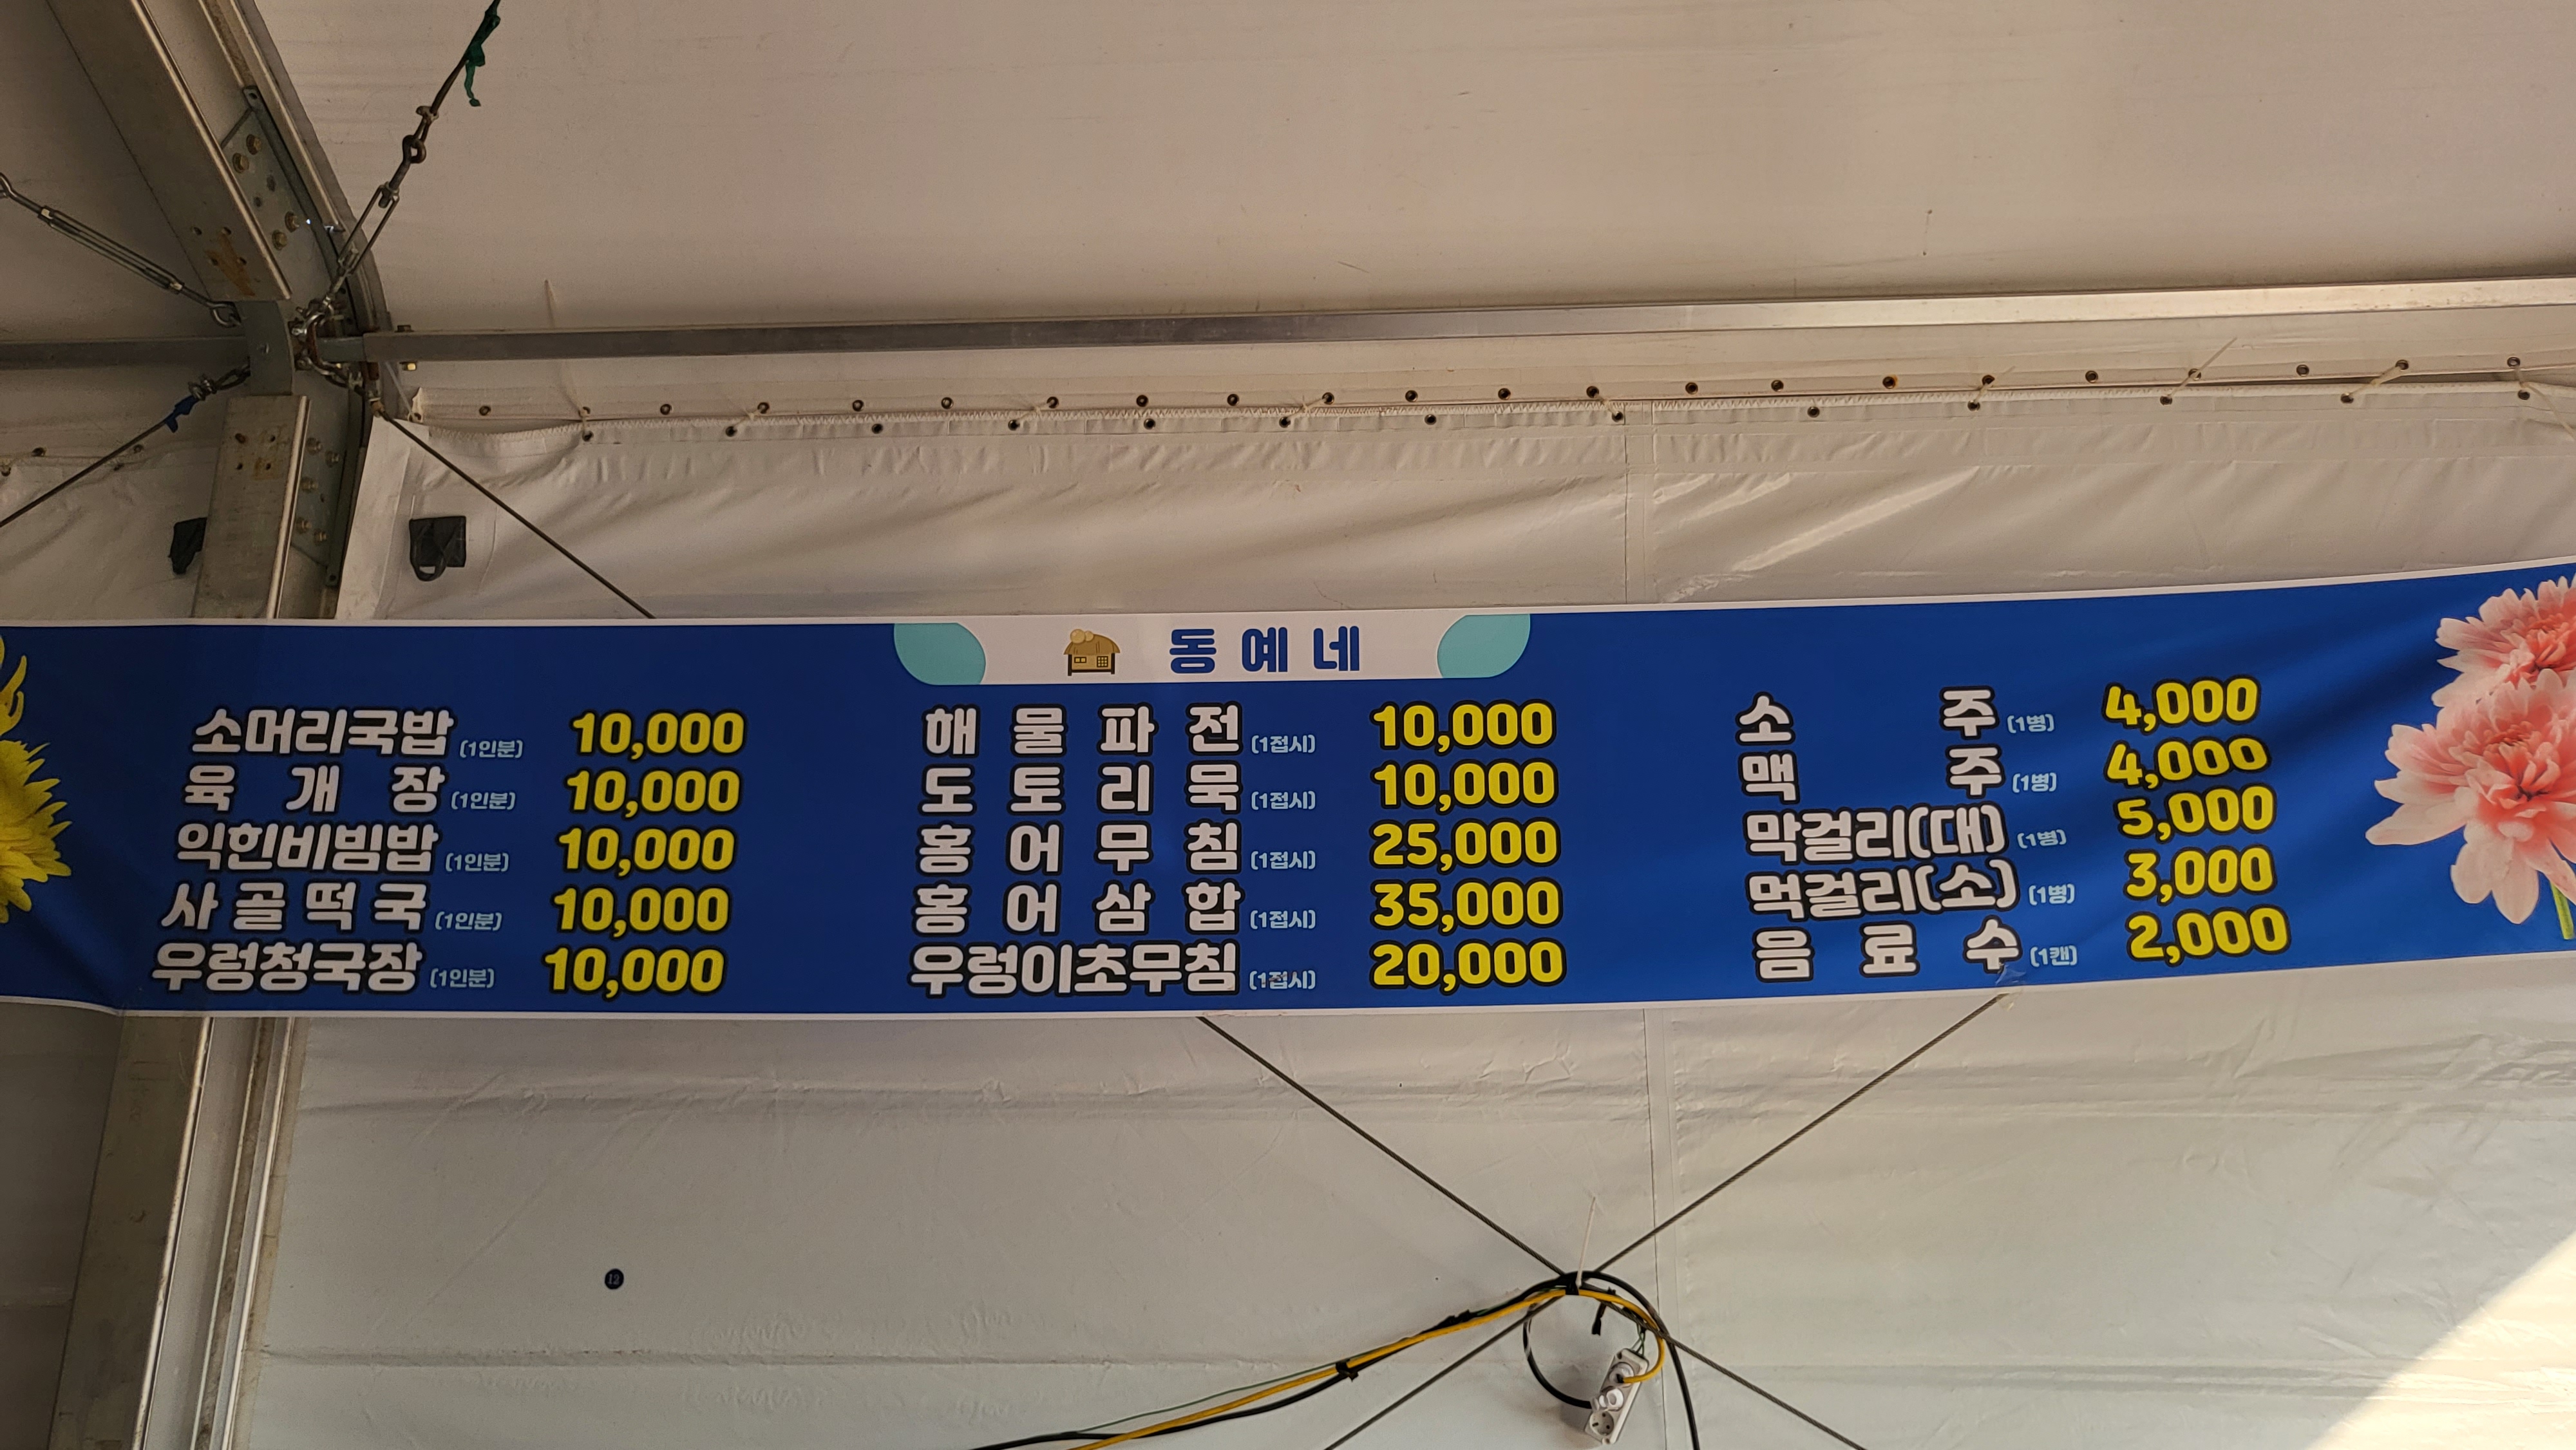 동예네
소머리국밥 (1인분) 10,000
육개장 (1인분) 10,000
익힌비빔밥 (1인분) 10,000
사골떡국 (1인분) 10,000
우렁청국장 (1인분) 10,000
해물파전 (1접시) 10,000
도토리묵 (1접시) 10,000
홍어무침 (1접시) 25,000
홍어삼합 (1접시) 35,000
우렁이초무침 (1접시) 20,000
소주 (1병) 4,000
맥주 (1병) 4,000
막걸리(대) (1병) 5,000
먹걸리(소) (1병) 3,000
음료수 (1캔) 2,000
12